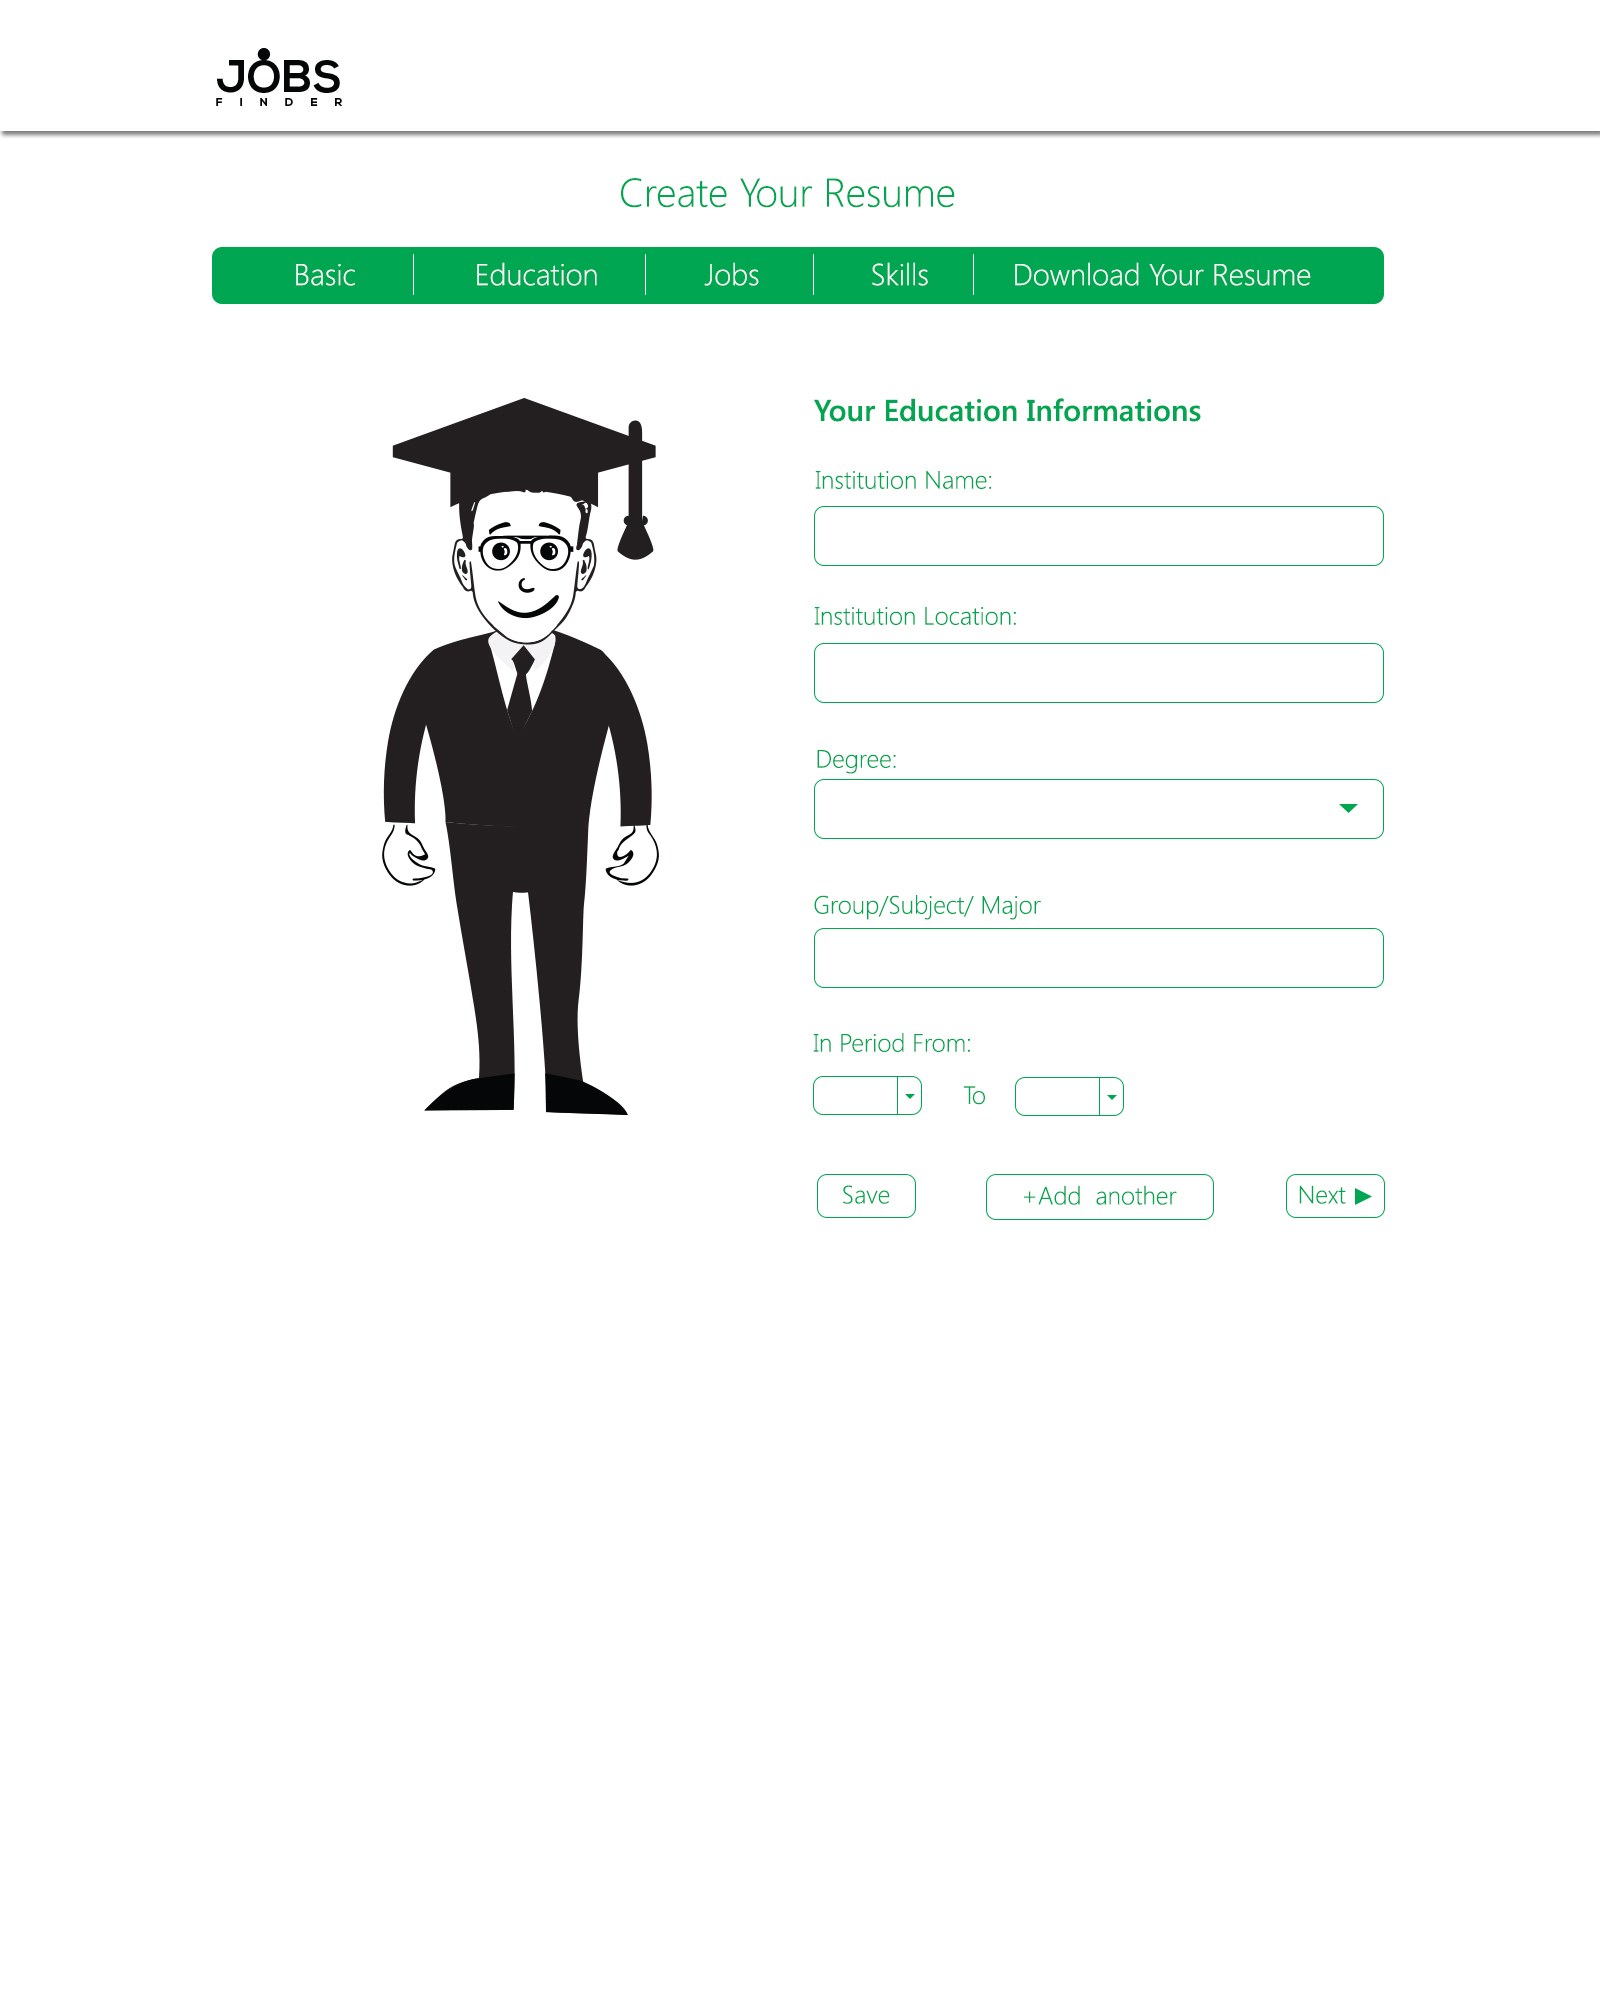 JOBS
FINDER
Create Your Resume
Basic Education Jobs Skills Download Your Resume
Your Education Informations
Institution Name:
Institution Location:
Degree:
Group/Subject/ Major
In Period From:
To
Save +Add another Next ▶